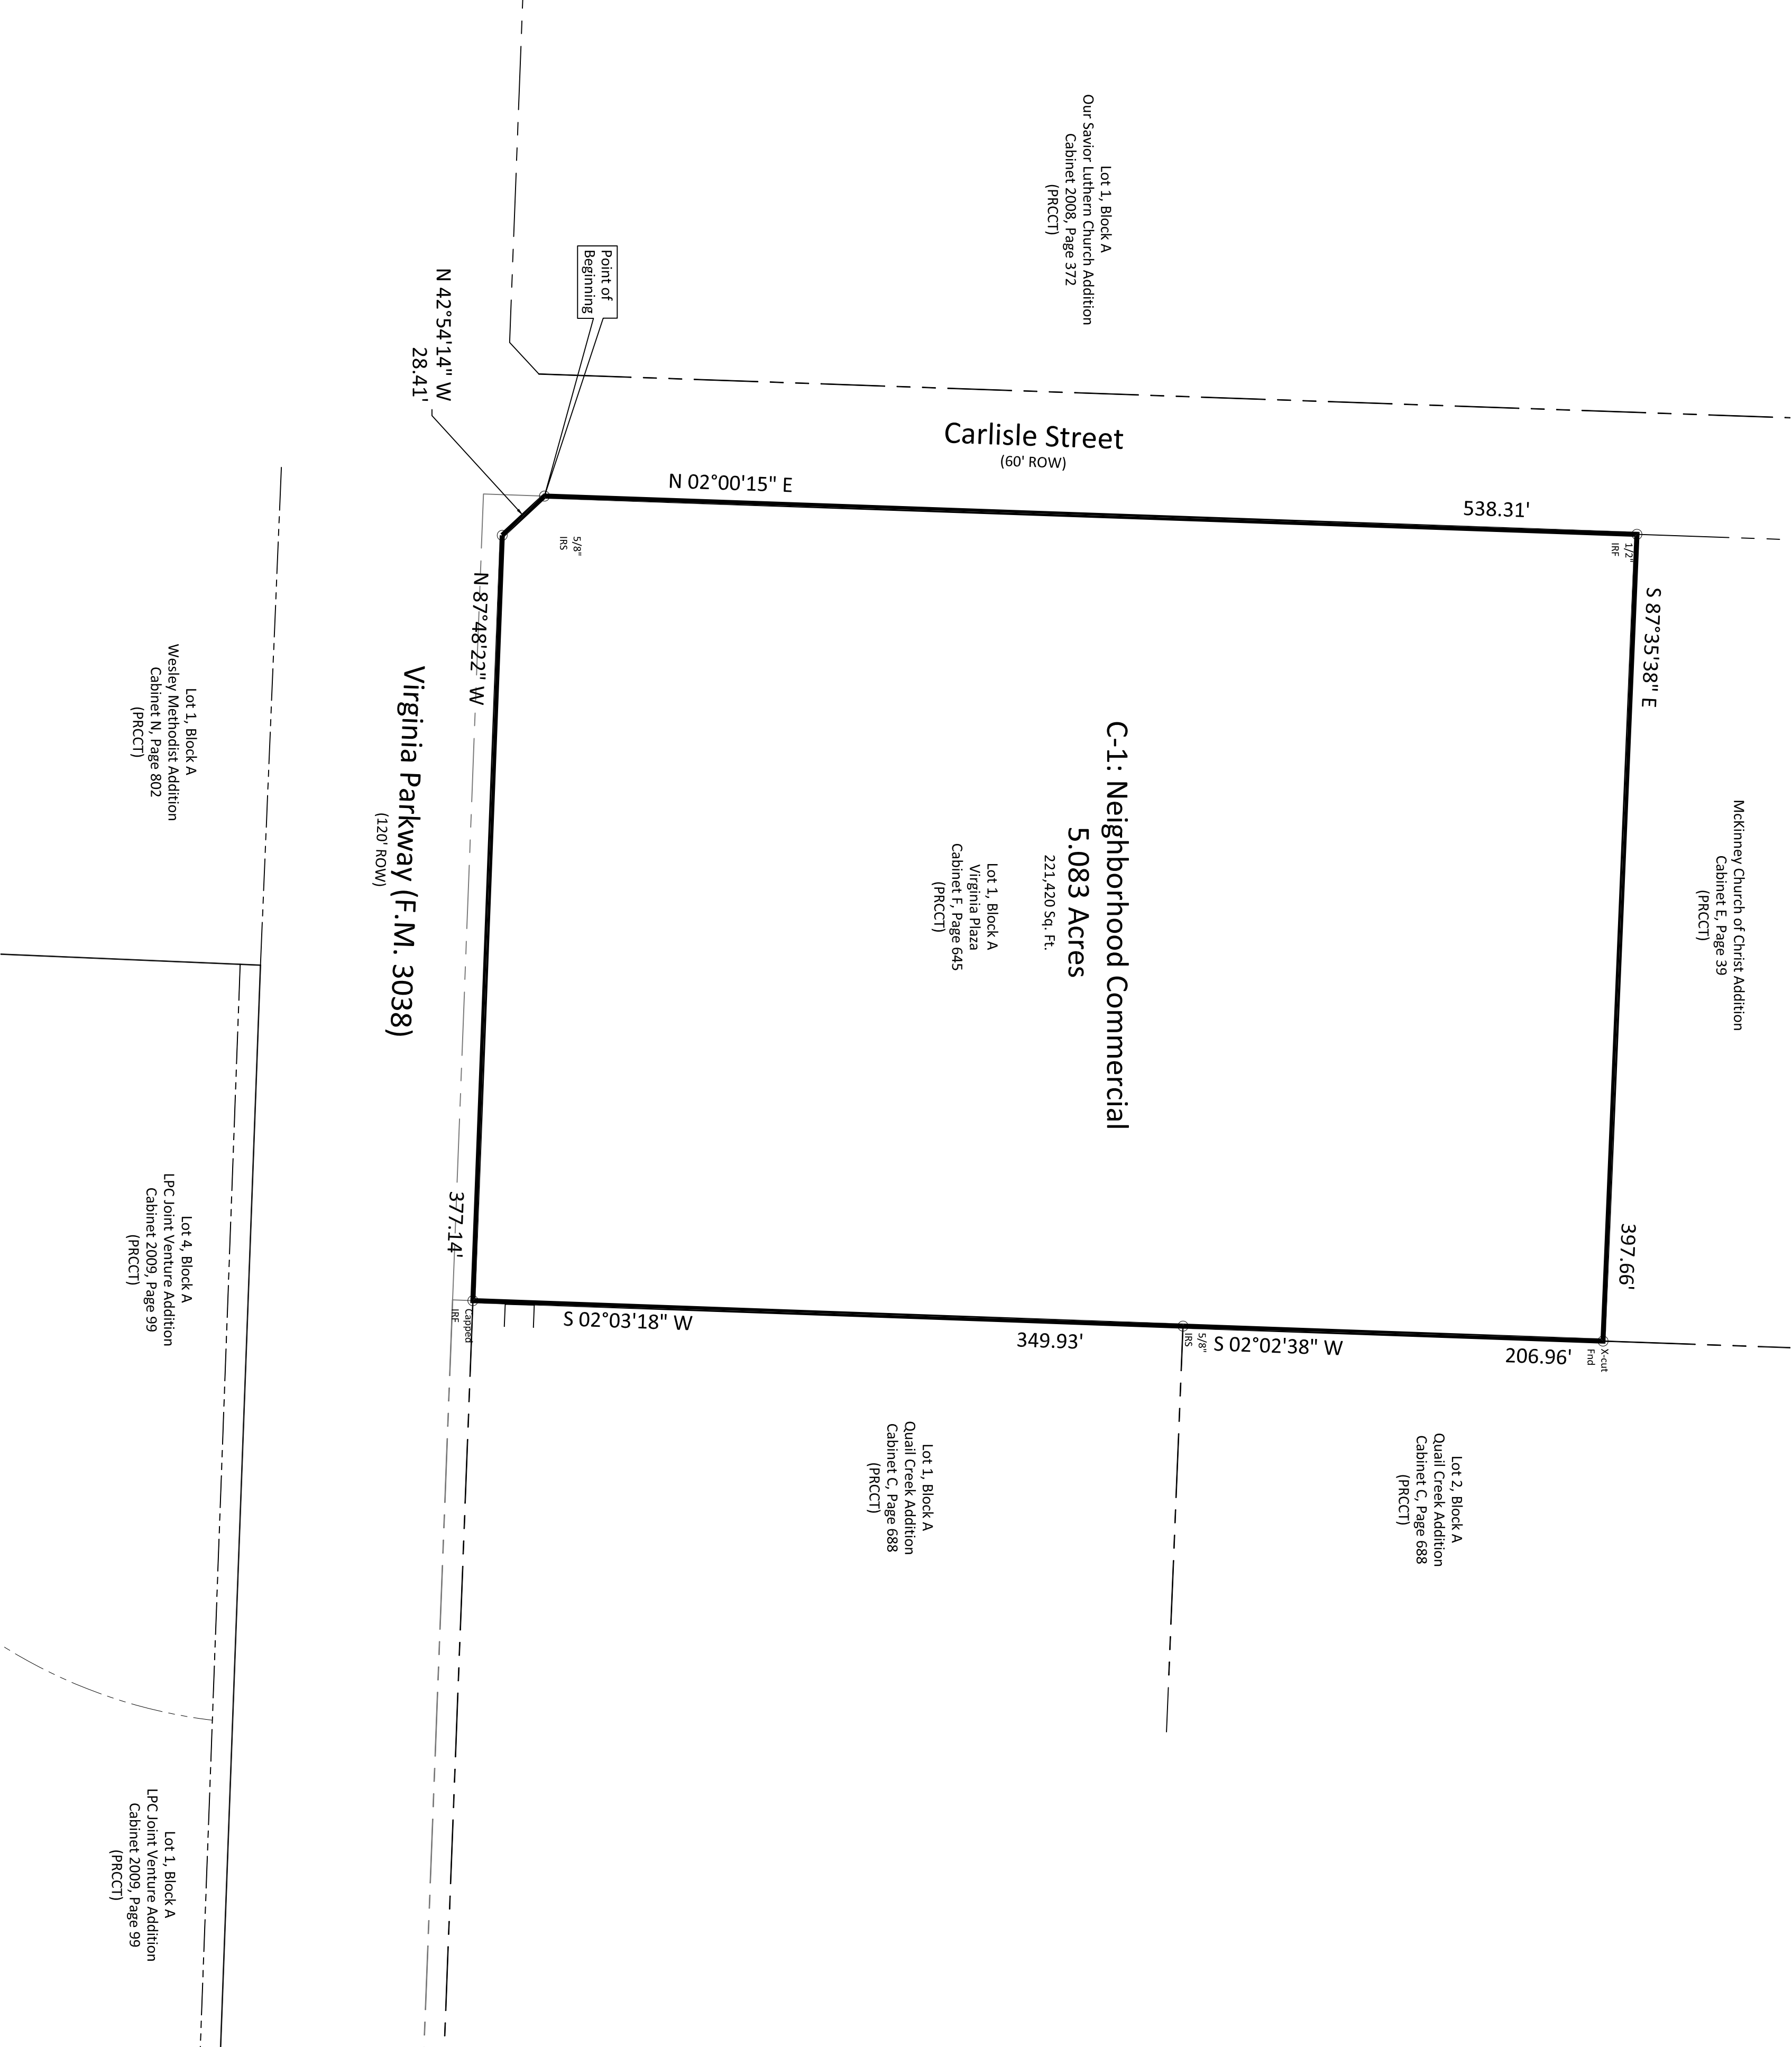 Lot 1, Block A
Our Savior Luthern Church Addition
Cabinet 2008, Page 372
(PRCCT)
Point of
Beginning
N 42°54'14" W
28.41'
Carlisle Street
(60' ROW)
N 02°00'15" E
538.31'
5/8"
IRS
1/2"
IRF
S 87°35'38" E
397.66'
McKinney Church of Christ Addition
Cabinet E, Page 39
(PRCCT)
C-1: Neighborhood Commercial
5.083 Acres
221,420 Sq. Ft.
Lot 1, Block A
Virginia Plaza
Cabinet F, Page 645
(PRCCT)
N 87°48'22" W
377.14'
Virginia Parkway (F.M. 3038)
(120' ROW)
Lot 1, Block A
Wesley Methodist Addition
Cabinet N, Page 802
(PRCCT)
Capped
IRF
S 02°03'18" W
349.93'
5/8"
IRS
S 02°02'38" W
206.96'
X-cut
Fnd
Lot 4, Block A
LPC Joint Venture Addition
Cabinet 2009, Page 99
(PRCCT)
Lot 1, Block A
Quail Creek Addition
Cabinet C, Page 688
(PRCCT)
Lot 2, Block A
Quail Creek Addition
Cabinet C, Page 688
(PRCCT)
Lot 1, Block A
LPC Joint Venture Addition
Cabinet 2009, Page 99
(PRCCT)